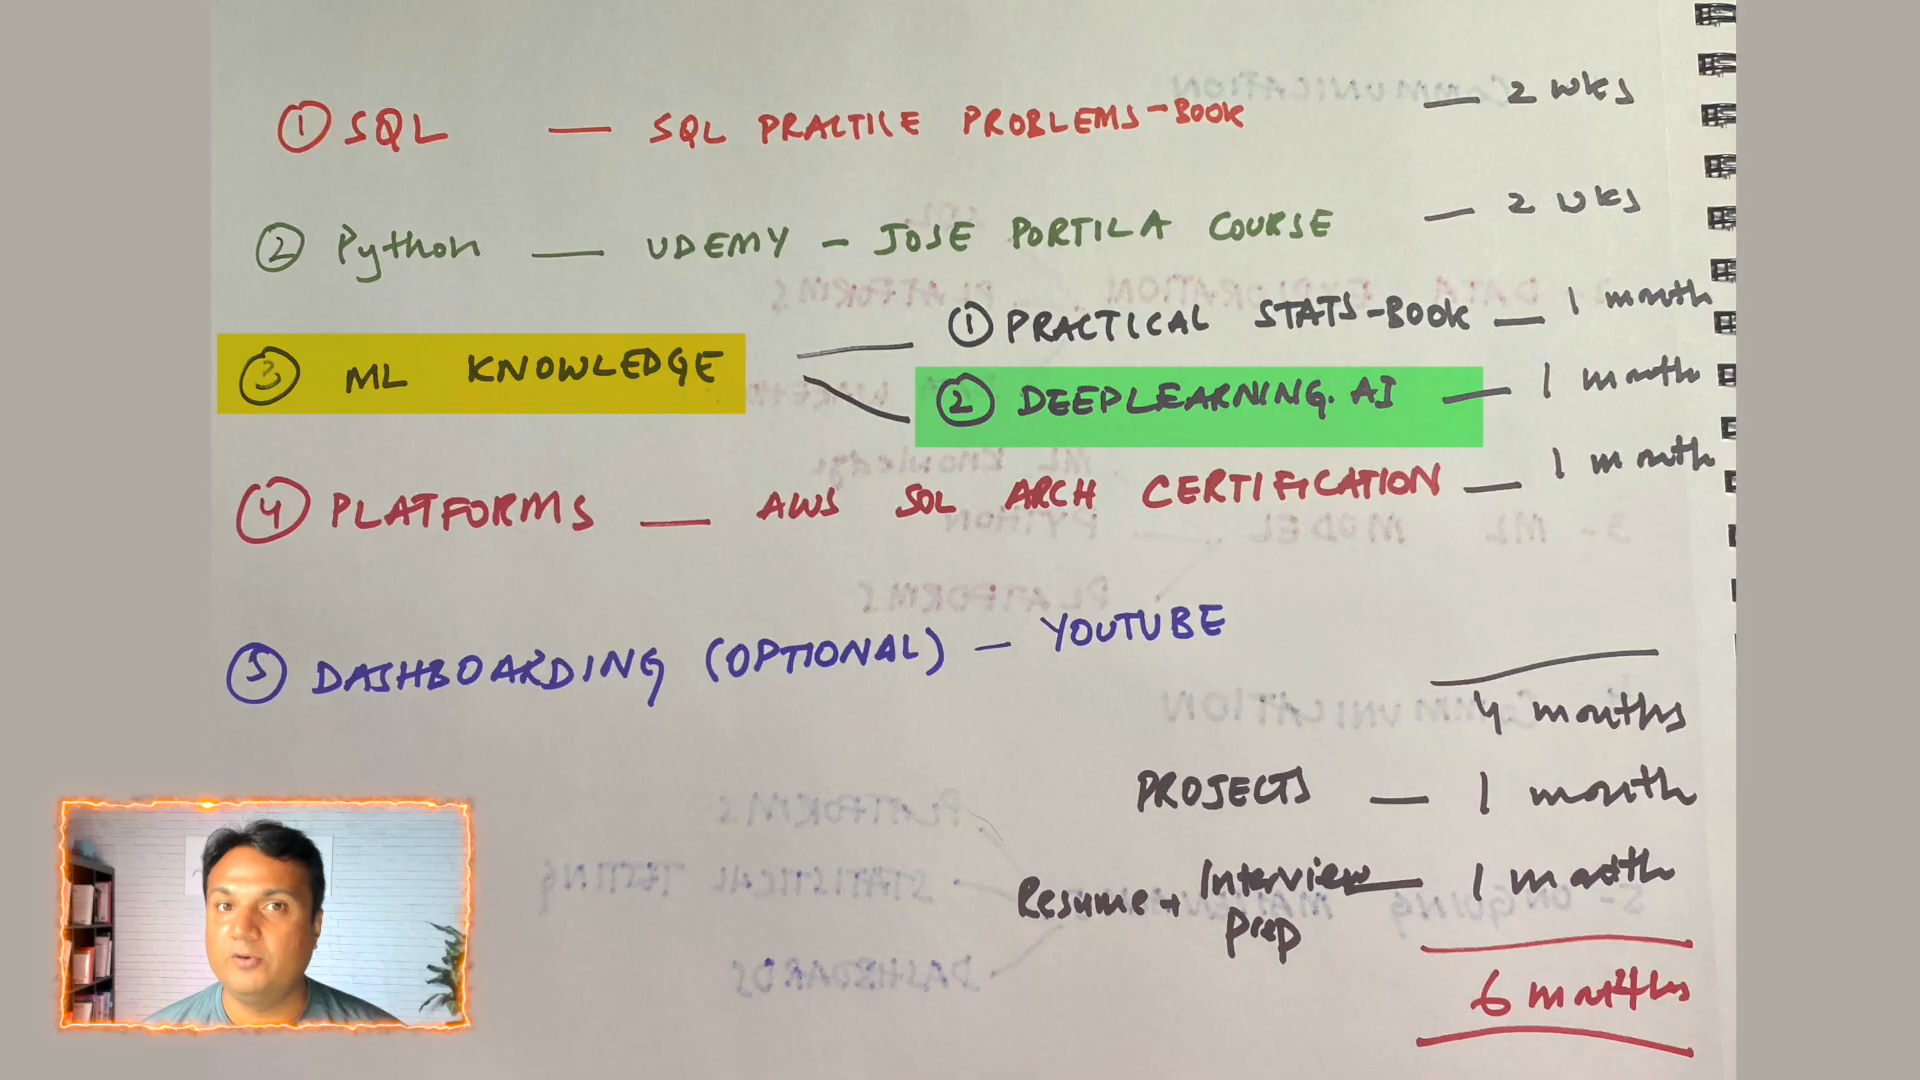 ① SQL — SQL PRACTICE PROBLEMS-BOOK — 2 wks
② Python — UDEMY - JOSE PORTILA COURSE — 2 wks
③ ML KNOWLEDGE
① PRACTICAL STATS-BOOK — 1 month
② DEEPLEARNING.AI — 1 month
④ PLATFORMS — AWS SOL ARCH CERTIFICATION — 1 month
⑤ DASHBOARDING (OPTIONAL) - YOUTUBE
4 months
PROJECTS — 1 month
Resume + Interview prep — 1 month
6 months